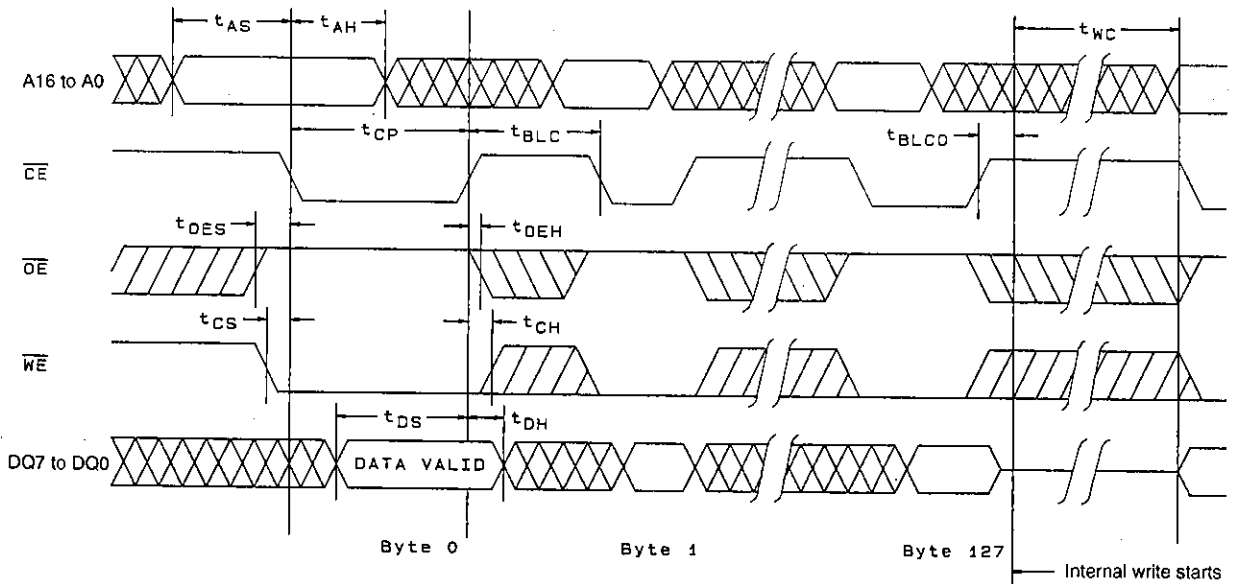 tAS tAH tWC
A16 to A0
tCP tBLC tBLCO
CE
tOES tOEH
OE
tCS tCH
WE
tDS tDH
DQ7 to DQ0 DATA VALID
Byte 0 Byte 1 Byte 127
Internal write starts